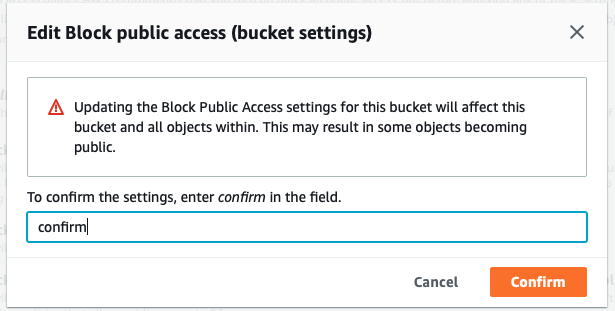 Edit Block public access (bucket settings)
Updating the Block Public Access settings for this bucket will affect this
bucket and all objects within. This may result in some objects becoming
public.
To confirm the settings, enter confirm in the field.
confirm
Cancel Confirm